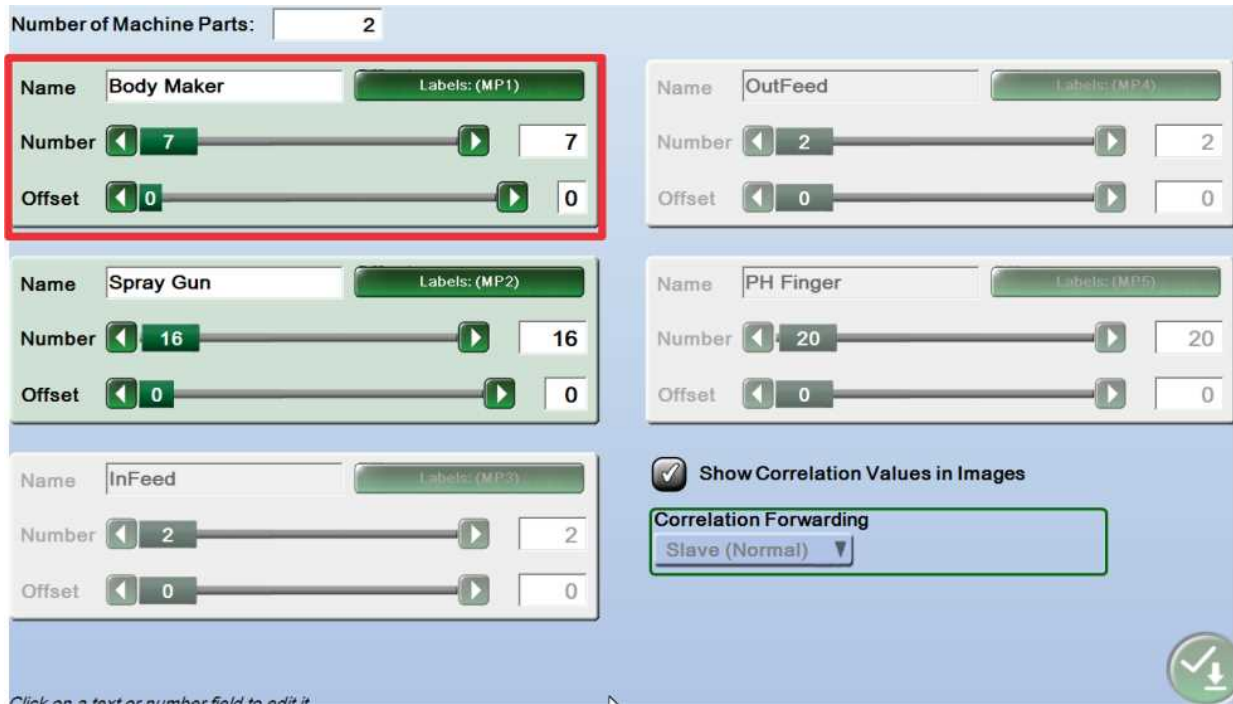 Number of Machine Parts: 2
Name Body Maker Labels: (MP1)
Number 7 7
Offset 0 0
Name Spray Gun Labels: (MP2)
Number 16 16
Offset 0 0
Name InFeed Labels: (MP3)
Number 2 2
Offset 0 0
Name OutFeed Labels: (MP4)
Number 2 2
Offset 0 0
Name PH Finger Labels: (MP5)
Number 20 20
Offset 0 0
Show Correlation Values in Images
Correlation Forwarding
Slave (Normal)
Click on a text or number field to edit it